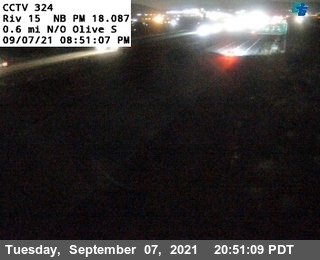 CCTV 324
Riv 15 NB PM 18.087
0.6 mi N/O Olive S
09/07/21 08:51:07 PM
Tuesday, September 07, 2021 20:51:09 PDT